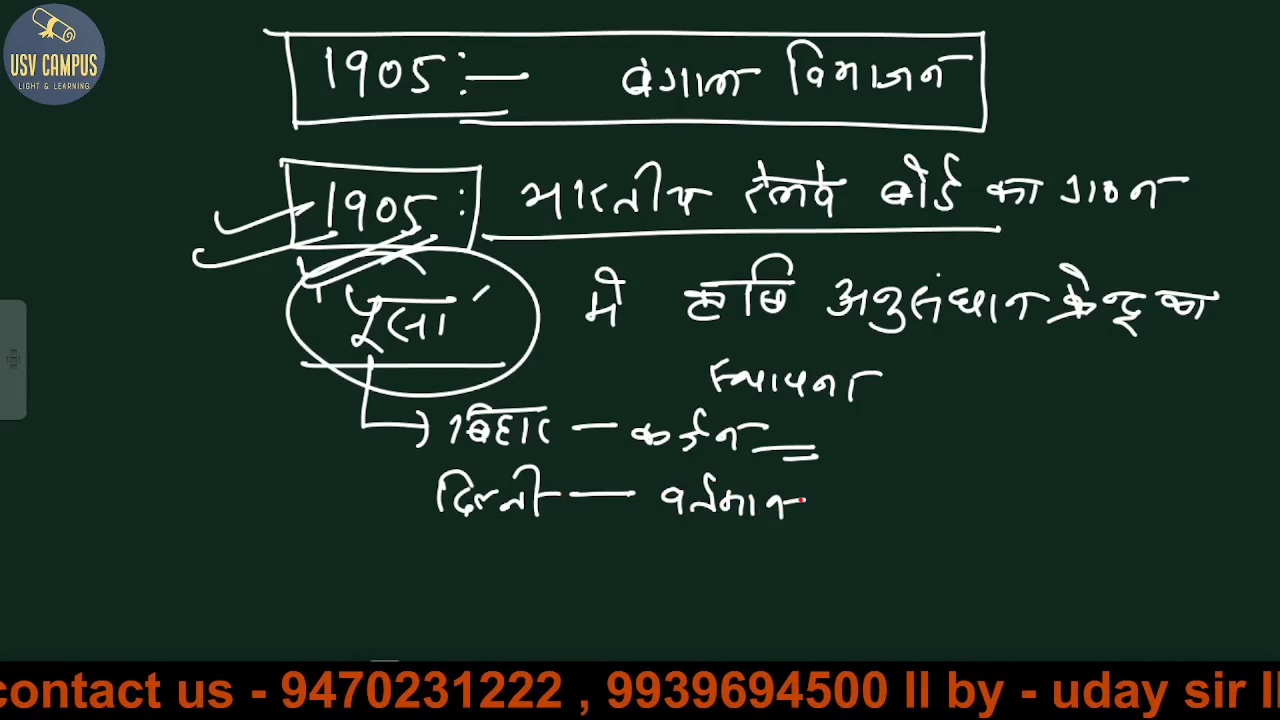 USV CAMPUS
LIGHT & LEARNING
1905 :— बंगाल विभाजन
1905 : भारतीय रेलवे बोर्ड का गठन
पूसा में कृषि अनुसंधान केन्द्र का
स्थापना
बिहार — कर्जन
दिल्ली — वर्तमान
contact us - 9470231222 , 9939694500 ll by - uday sir ll